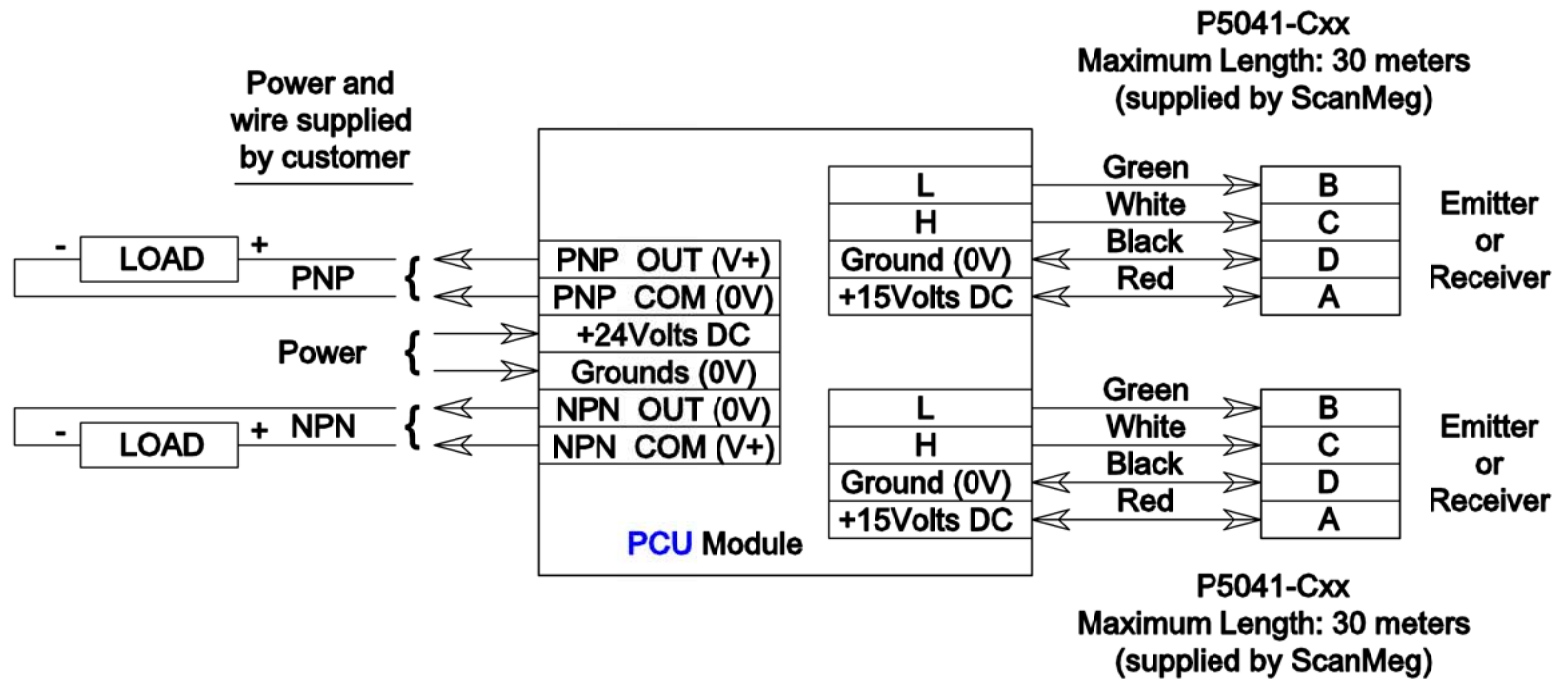 P5041-Cxx
Maximum Length: 30 meters
(supplied by ScanMeg)
Power and
wire supplied
by customer
- LOAD +
PNP
Power
- LOAD + NPN
PNP OUT (V+)
PNP COM (0V)
+24Volts DC
Grounds (0V)
NPN OUT (0V)
NPN COM (V+)
PCU Module
L Green B
H White C
Ground (0V) Black D
+15Volts DC Red A
Emitter
or
Receiver
L Green B
H White C
Ground (0V) Black D
+15Volts DC Red A
Emitter
or
Receiver
P5041-Cxx
Maximum Length: 30 meters
(supplied by ScanMeg)